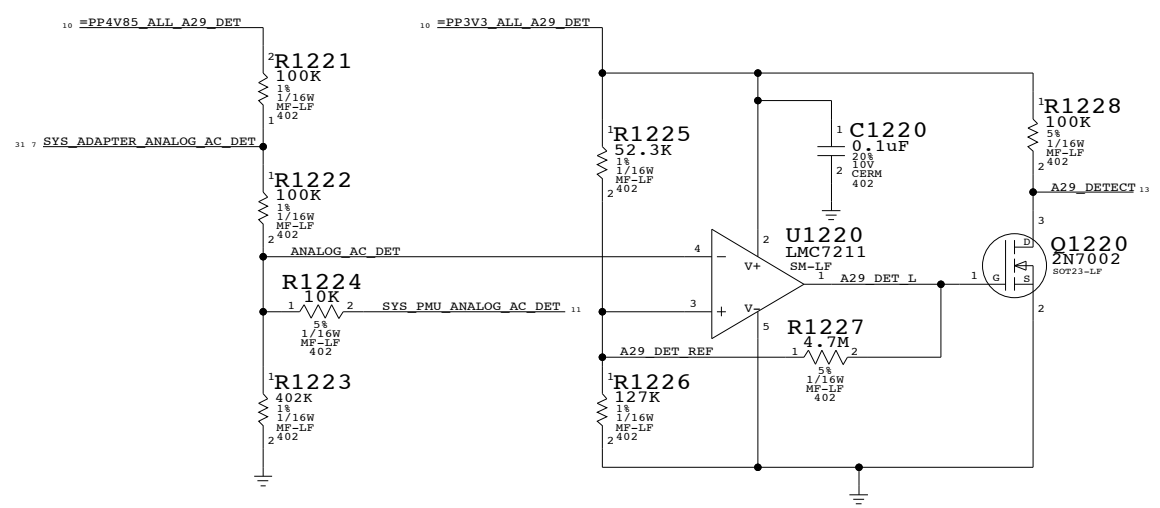 10 =PP4V85_ALL_A29_DET
10 =PP3V3_ALL_A29_DET
2 R1221
100K
1%
1/16W
MF-LF
402
1
31 7 SYS_ADAPTER_ANALOG_AC_DET
1 R1222
100K
1%
1/16W
MF-LF
402
2
ANALOG_AC_DET
R1224
10K
1 2
5%
1/16W
MF-LF
402
SYS_PMU_ANALOG_AC_DET 11
1 R1223
402K
1%
1/16W
MF-LF
402
2
1 R1225
52.3K
1%
1/16W
MF-LF
402
2
1 C1220
0.1uF
20%
10V
2 CERM
402
1 R1228
100K
5%
1/16W
MF-LF
402
2
A29_DETECT 13
U1220
LMC7211
SM-LF
2
4 −
V+
3 +
V−
5
1 A29_DET_L
1 G
3
D
S
2
Q1220
2N7002
SOT23-LF
A29_DET_REF
R1227
4.7M
1 2
5%
1/16W
MF-LF
402
1 R1226
127K
1%
1/16W
MF-LF
402
2